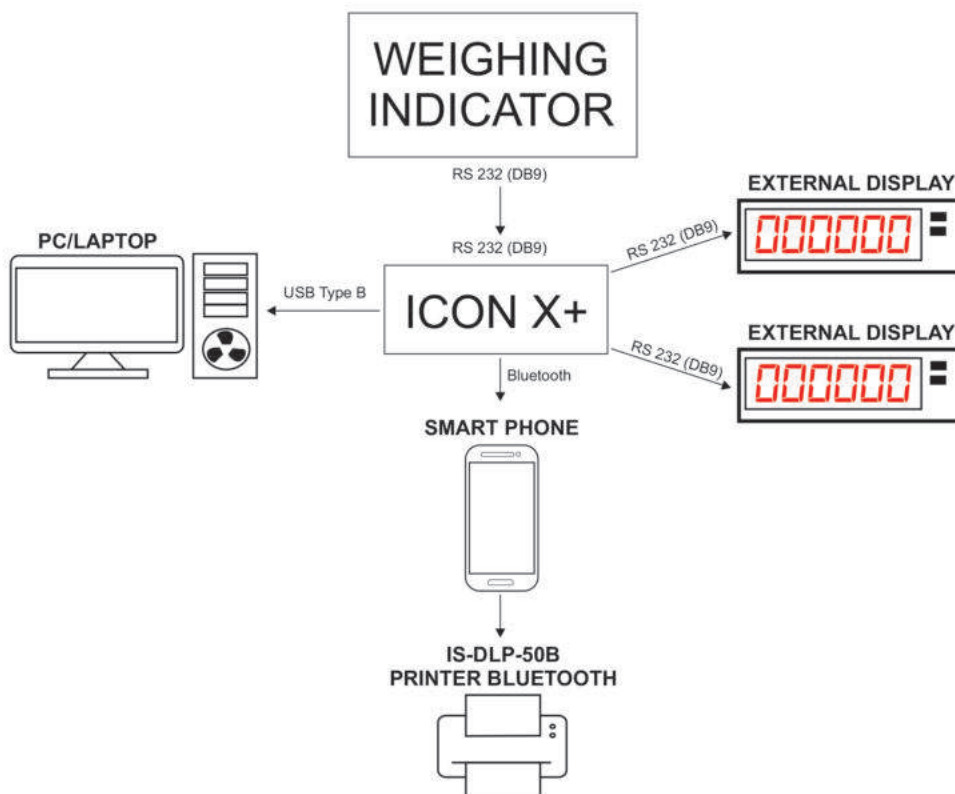 WEIGHING
INDICATOR
RS 232 (DB9)
RS 232 (DB9)
ICON X+
USB Type B
PC/LAPTOP
RS 232 (DB9)
EXTERNAL DISPLAY
000000
RS 232 (DB9)
EXTERNAL DISPLAY
000000
Bluetooth
SMART PHONE
IS-DLP-50B
PRINTER BLUETOOTH